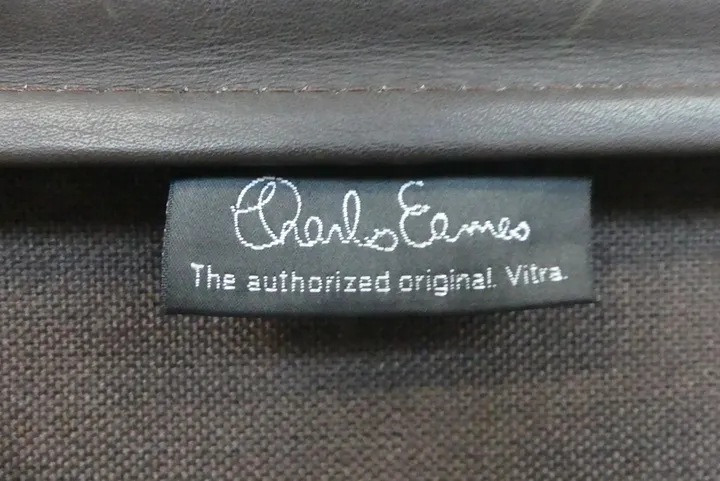 Charles Eames
The authorized original. Vitra.